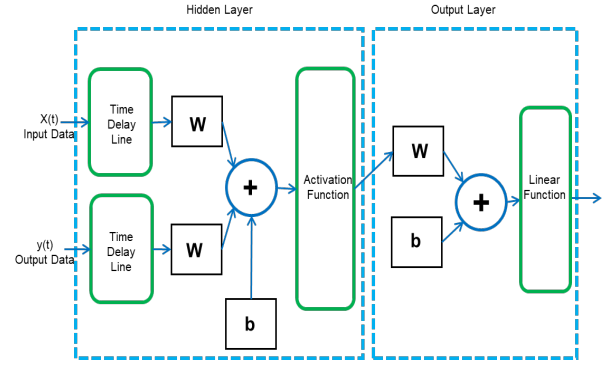 Hidden Layer
Output Layer
X(t)
Input Data
Time
Delay
Line
W
+
Activation
Function
W
+
Linear
Function
y(t)
Output Data
Time
Delay
Line
W
b
b